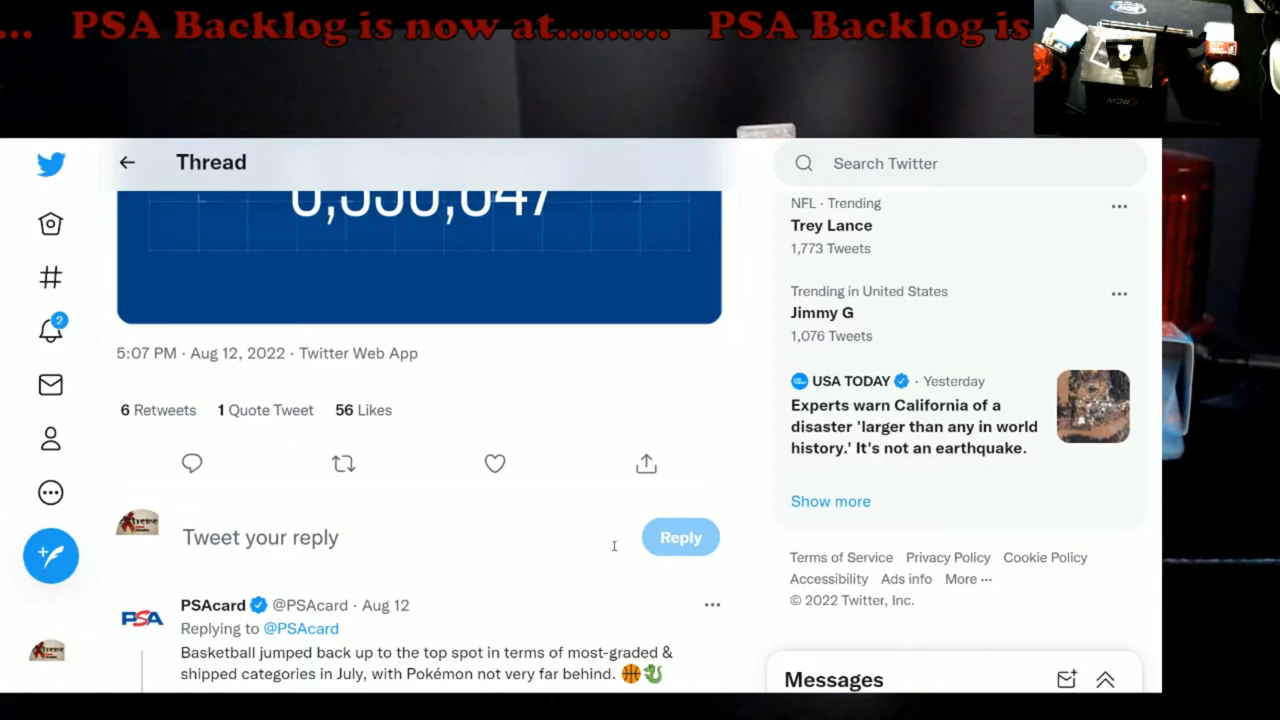 ... PSA Backlog is now at......... PSA Backlog is
Thread
Search Twitter
NFL · Trending
Trey Lance
1,773 Tweets
Trending in United States
Jimmy G
1,076 Tweets
USA TODAY · Yesterday
Experts warn California of a
disaster 'larger than any in world
history.' It's not an earthquake.
Show more
Terms of Service Privacy Policy Cookie Policy
Accessibility Ads info More ···
© 2022 Twitter, Inc.
Messages
2
5:07 PM · Aug 12, 2022 · Twitter Web App
6 Retweets 1 Quote Tweet 56 Likes
Tweet your reply
Reply
PSA
PSAcard @PSAcard · Aug 12
Replying to @PSAcard
Basketball jumped back up to the top spot in terms of most-graded &
shipped categories in July, with Pokémon not very far behind. 🏀🐉